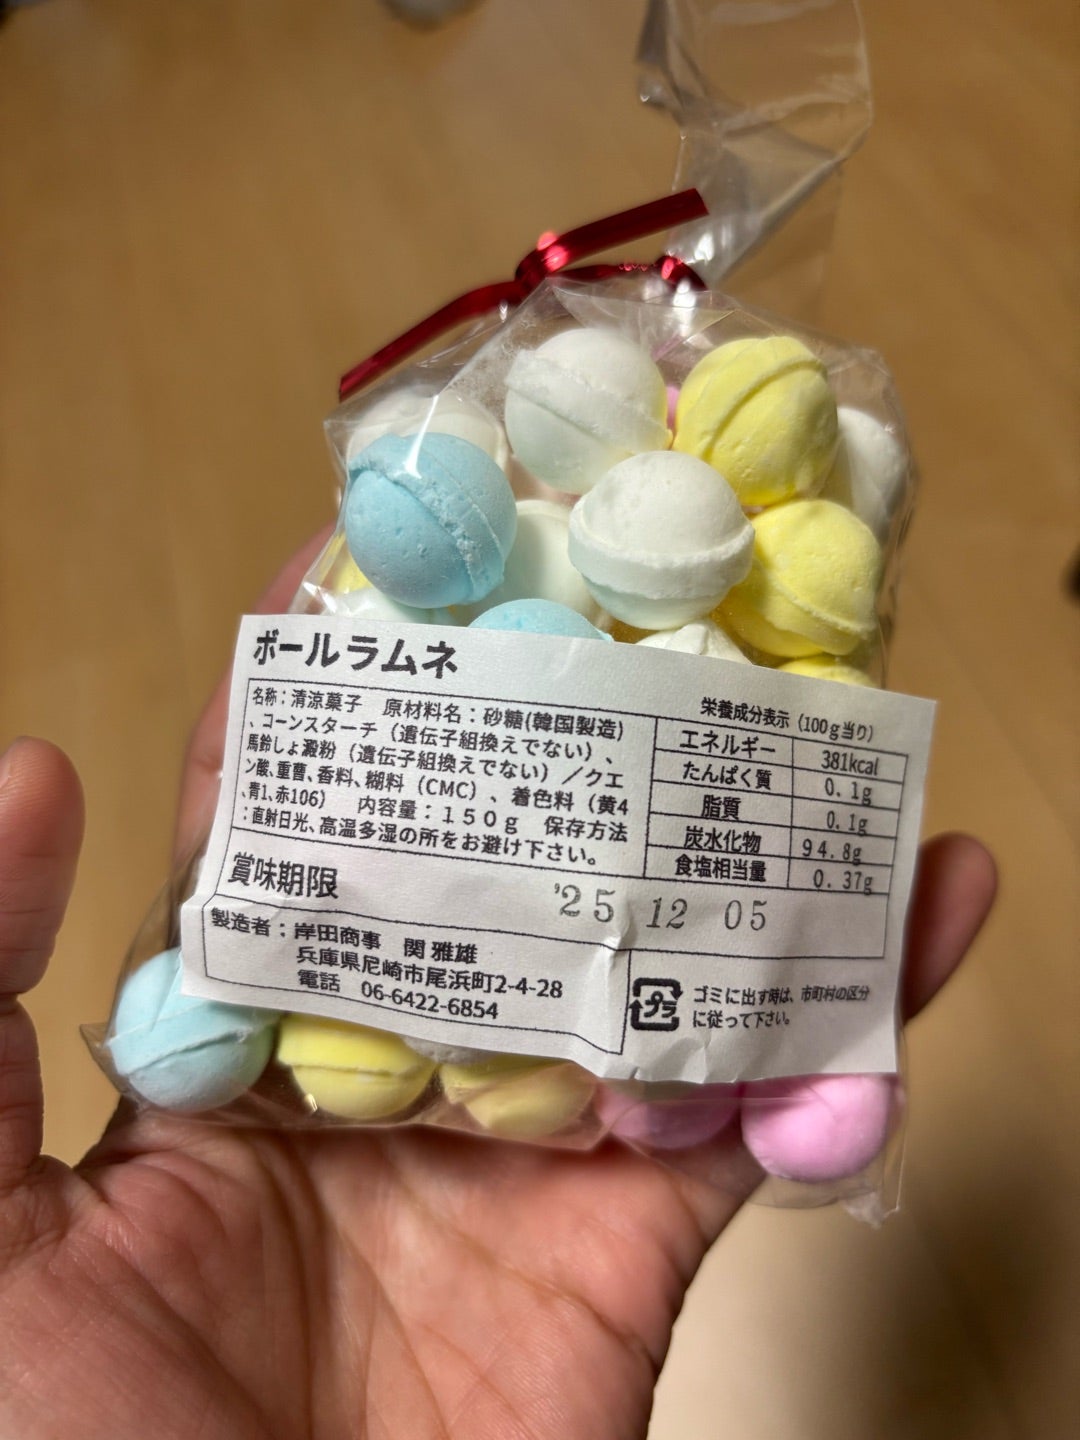 ボールラムネ
名称：清涼菓子　原材料名：砂糖(韓国製造)
、コーンスターチ（遺伝子組換えでない）、
馬鈴しょ澱粉（遺伝子組換えでない）／クエ
ン酸、重曹、香料、糊料（CMC）、着色料（黄4
、青1、赤106）　内容量：１５０ｇ　保存方法
：直射日光、高温多湿の所をお避け下さい。
栄養成分表示（100ｇ当り）
エネルギー 381kcal
たんぱく質 0.1g
脂質 0.1g
炭水化物 94.8g
食塩相当量 0.37g
賞味期限 '25 12 05
製造者：岸田商事　関 雅雄
兵庫県尼崎市尾浜町2-4-28
電話　06-6422-6854
プラ
ゴミに出す時は、市町村の区分
に従って下さい。